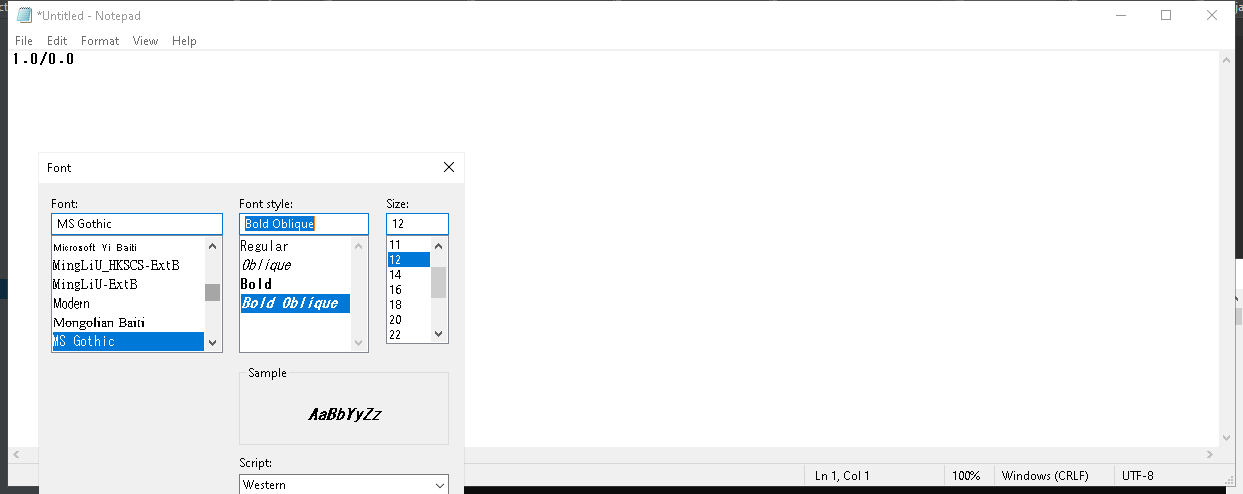 *Untitled - Notepad
File Edit Format View Help
1.0/0.0
Font
Font: Font style: Size:
MS Gothic Bold Oblique 12
Microsoft Yi Baiti
MingLiU_HKSCS-ExtB
MingLiU-ExtB
Modern
Mongolian Baiti
MS Gothic
Regular
Oblique
Bold
Bold Oblique
11
12
14
16
18
20
22
Sample
AaBbYyZz
Script:
Western
Ln 1, Col 1 100% Windows (CRLF) UTF-8